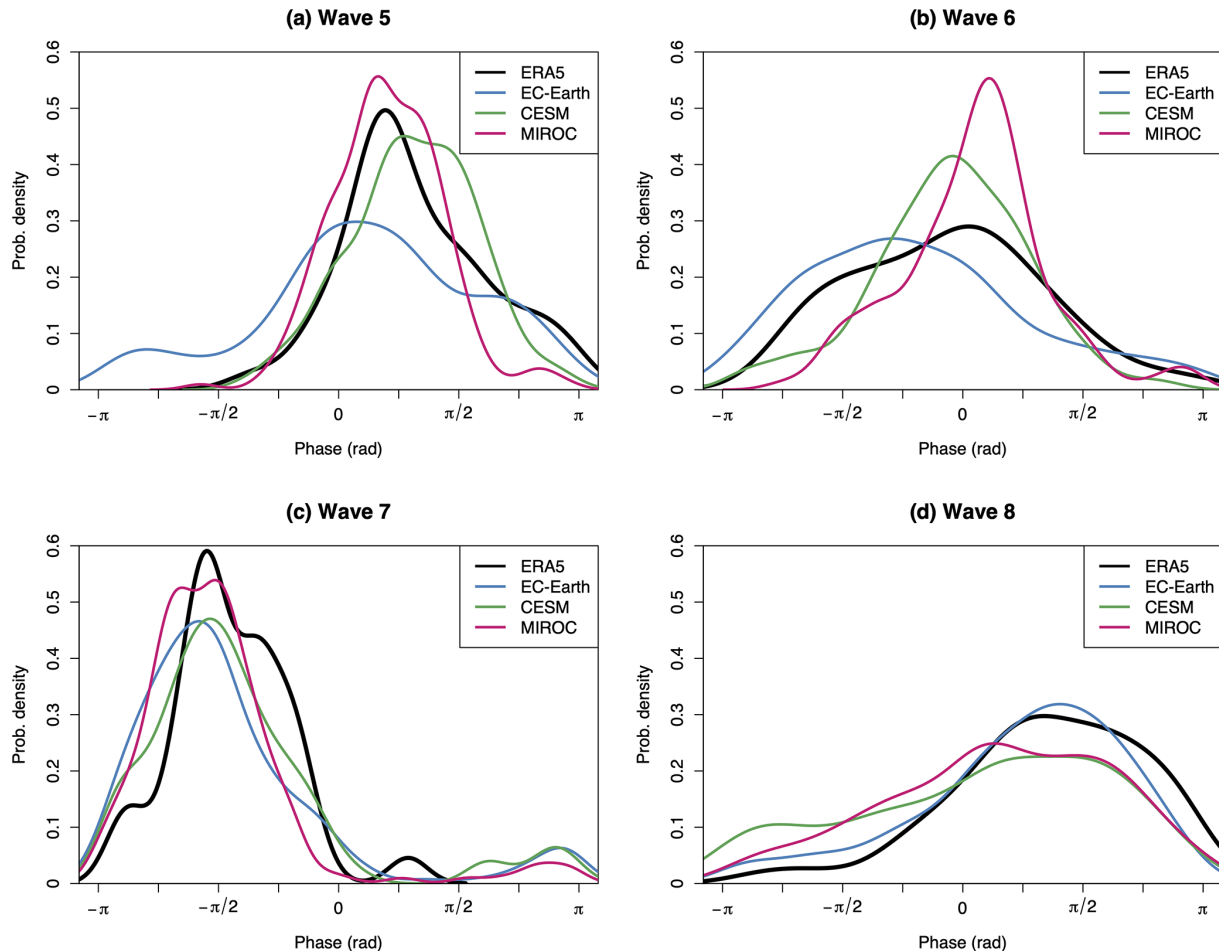 (a) Wave 5
Prob. density
0 0.1 0.2 0.3 0.4 0.5 0.6
ERA5
EC-Earth
CESM
MIROC
−π −π/2 0 π/2 π
Phase (rad)
(b) Wave 6
Prob. density
0 0.1 0.2 0.3 0.4 0.5 0.6
ERA5
EC-Earth
CESM
MIROC
−π −π/2 0 π/2 π
Phase (rad)
(c) Wave 7
Prob. density
0 0.1 0.2 0.3 0.4 0.5 0.6
ERA5
EC-Earth
CESM
MIROC
−π −π/2 0 π/2 π
Phase (rad)
(d) Wave 8
Prob. density
0 0.1 0.2 0.3 0.4 0.5 0.6
ERA5
EC-Earth
CESM
MIROC
−π −π/2 0 π/2 π
Phase (rad)